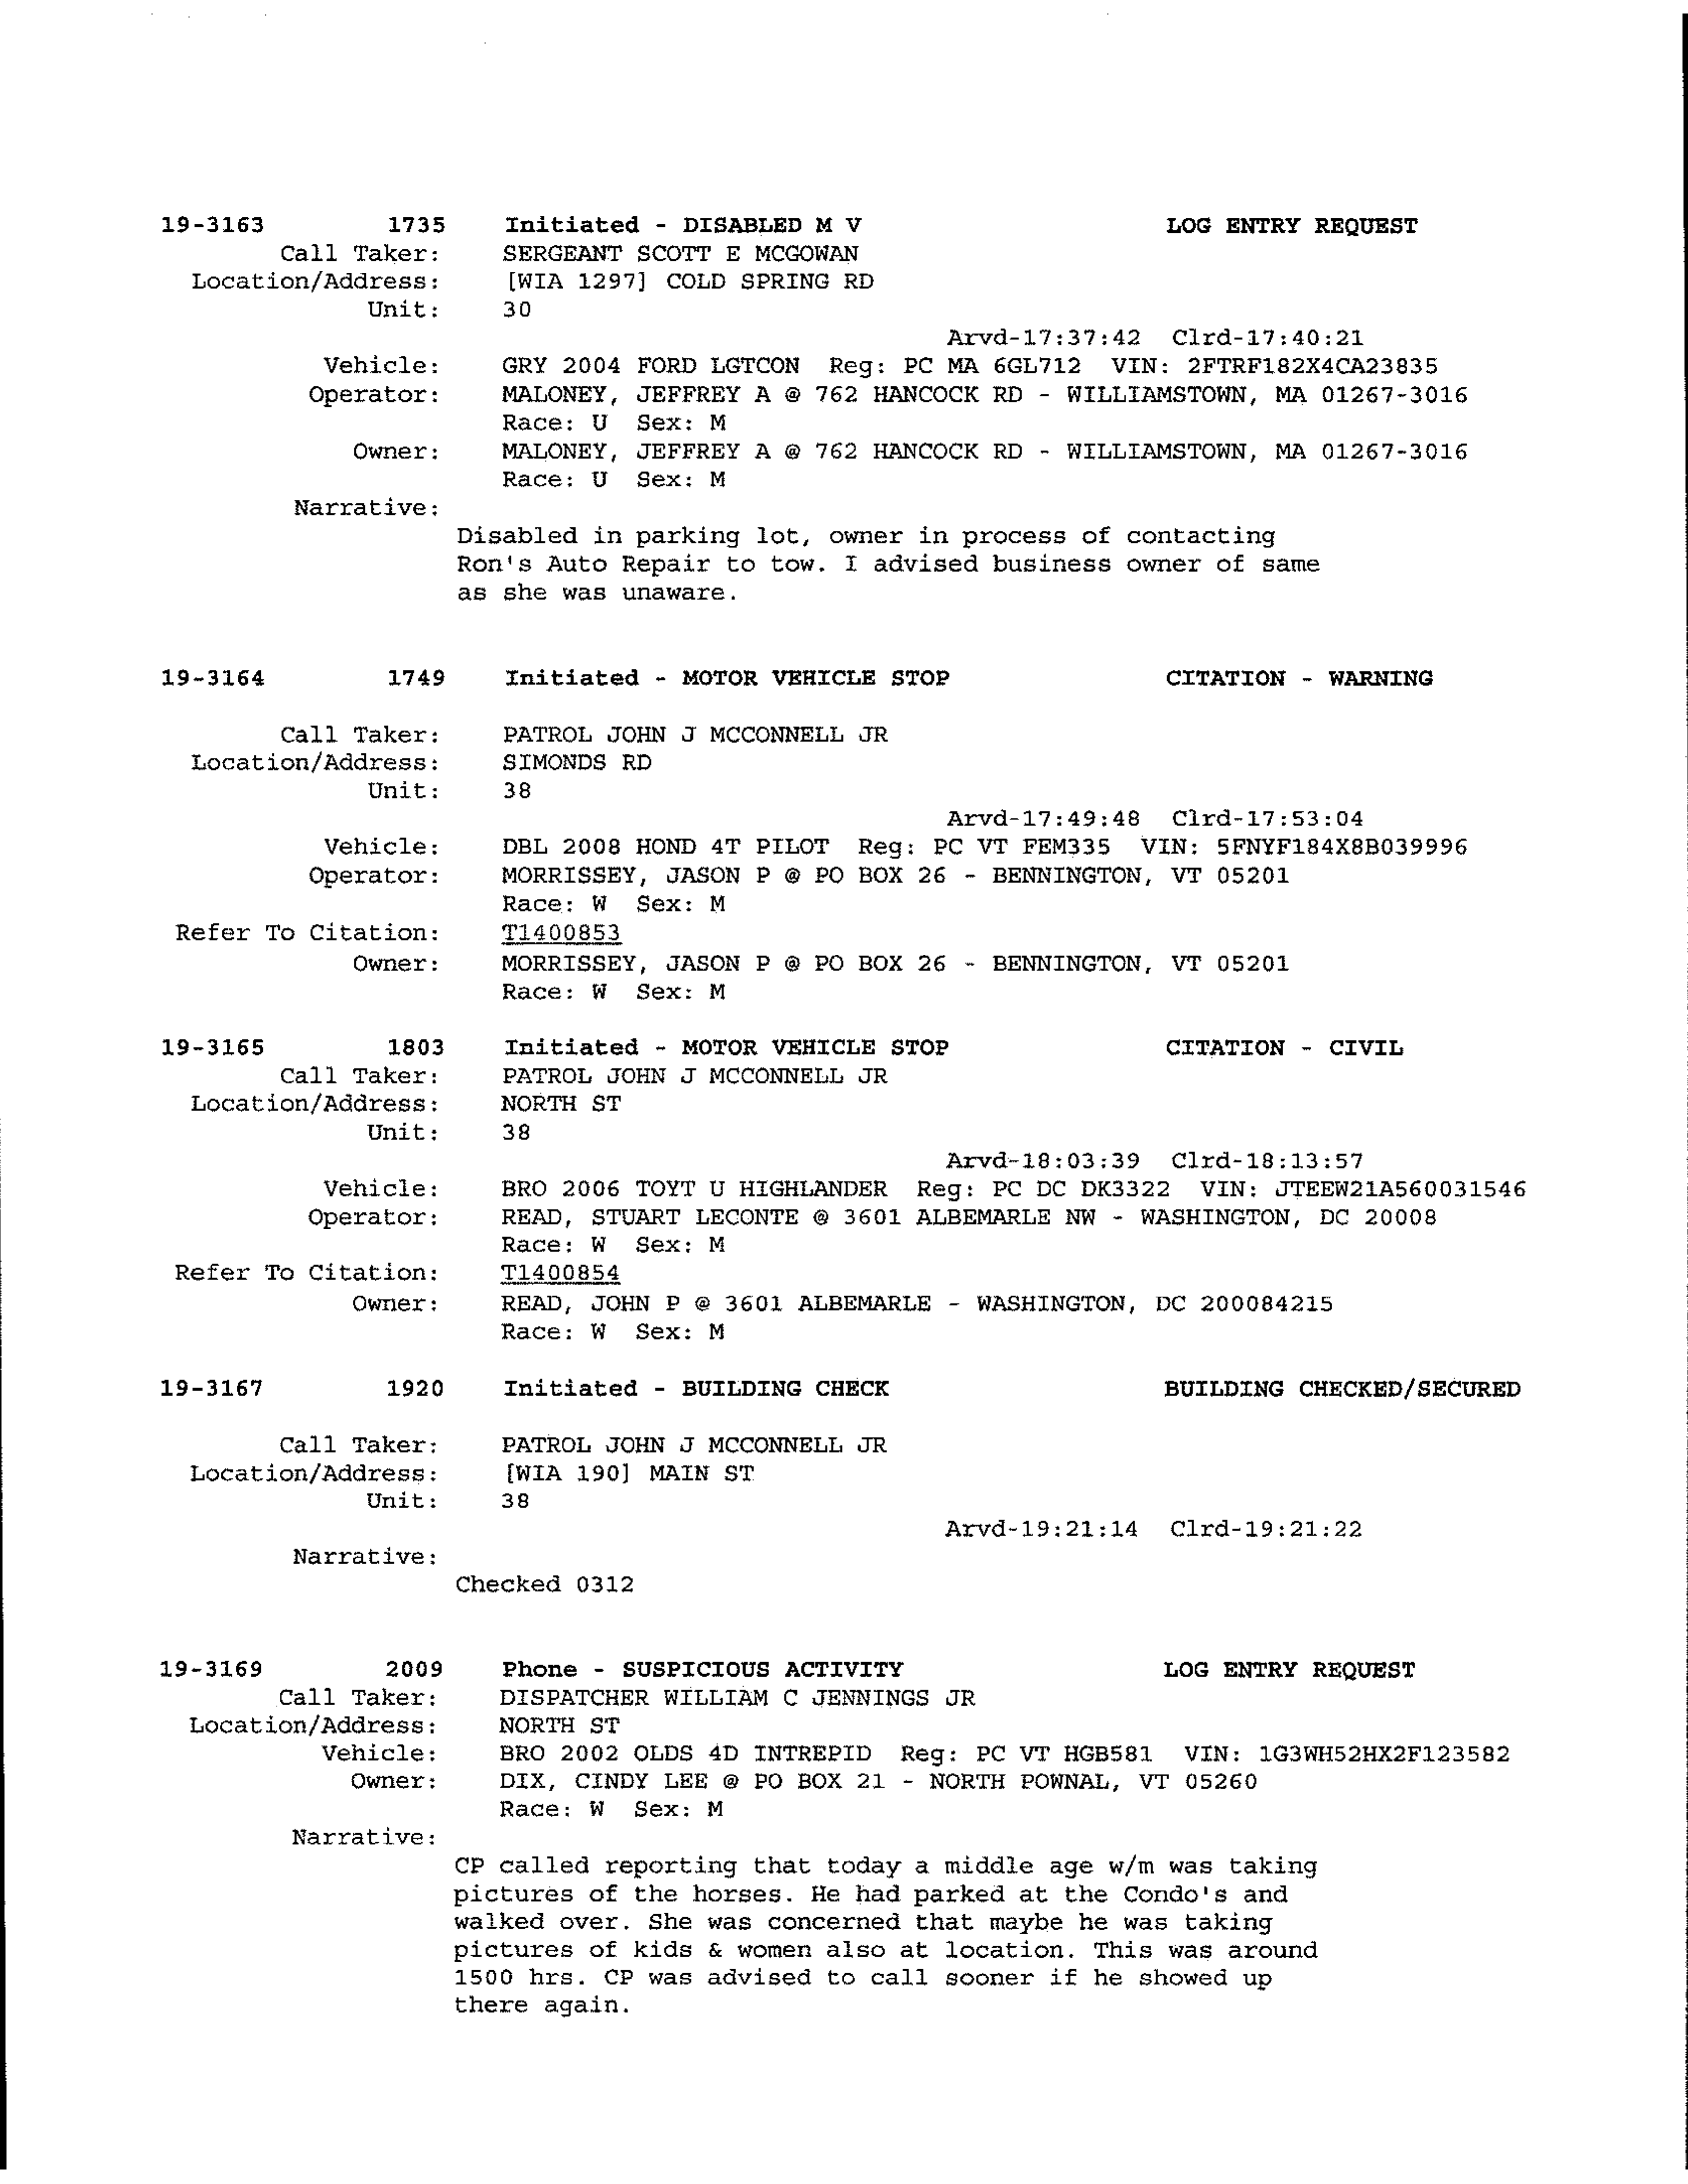 19-3163 1735 Initiated - DISABLED M V LOG ENTRY REQUEST
Call Taker: SERGEANT SCOTT E MCGOWAN
Location/Address: [WIA 1297] COLD SPRING RD
Unit: 30
Arvd-17:37:42 Clrd-17:40:21
Vehicle: GRY 2004 FORD LGTCON Reg: PC MA 6GL712 VIN: 2FTRF182X4CA23835
Operator: MALONEY, JEFFREY A @ 762 HANCOCK RD - WILLIAMSTOWN, MA 01267-3016
Race: U Sex: M
Owner: MALONEY, JEFFREY A @ 762 HANCOCK RD - WILLIAMSTOWN, MA 01267-3016
Race: U Sex: M
Narrative:
Disabled in parking lot, owner in process of contacting
Ron's Auto Repair to tow. I advised business owner of same
as she was unaware.
19-3164 1749 Initiated - MOTOR VEHICLE STOP CITATION - WARNING
Call Taker: PATROL JOHN J MCCONNELL JR
Location/Address: SIMONDS RD
Unit: 38
Arvd-17:49:48 Clrd-17:53:04
Vehicle: DBL 2008 HOND 4T PILOT Reg: PC VT FEM335 VIN: 5FNYF184X8B039996
Operator: MORRISSEY, JASON P @ PO BOX 26 - BENNINGTON, VT 05201
Race: W Sex: M
Refer To Citation: T1400853
Owner: MORRISSEY, JASON P @ PO BOX 26 - BENNINGTON, VT 05201
Race: W Sex: M
19-3165 1803 Initiated - MOTOR VEHICLE STOP CITATION - CIVIL
Call Taker: PATROL JOHN J MCCONNELL JR
Location/Address: NORTH ST
Unit: 38
Arvd-18:03:39 Clrd-18:13:57
Vehicle: BRO 2006 TOYT U HIGHLANDER Reg: PC DC DK3322 VIN: JTEEW21A560031546
Operator: READ, STUART LECONTE @ 3601 ALBEMARLE NW - WASHINGTON, DC 20008
Race: W Sex: M
Refer To Citation: T1400854
Owner: READ, JOHN P @ 3601 ALBEMARLE - WASHINGTON, DC 200084215
Race: W Sex: M
19-3167 1920 Initiated - BUILDING CHECK BUILDING CHECKED/SECURED
Call Taker: PATROL JOHN J MCCONNELL JR
Location/Address: [WIA 190] MAIN ST
Unit: 38
Arvd-19:21:14 Clrd-19:21:22
Narrative:
Checked 0312
19-3169 2009 Phone - SUSPICIOUS ACTIVITY LOG ENTRY REQUEST
Call Taker: DISPATCHER WILLIAM C JENNINGS JR
Location/Address: NORTH ST
Vehicle: BRO 2002 OLDS 4D INTREPID Reg: PC VT HGB581 VIN: 1G3WH52HX2F123582
Owner: DIX, CINDY LEE @ PO BOX 21 - NORTH POWNAL, VT 05260
Race: W Sex: M
Narrative:
CP called reporting that today a middle age w/m was taking
pictures of the horses. He had parked at the Condo's and
walked over. She was concerned that maybe he was taking
pictures of kids & women also at location. This was around
1500 hrs. CP was advised to call sooner if he showed up
there again.